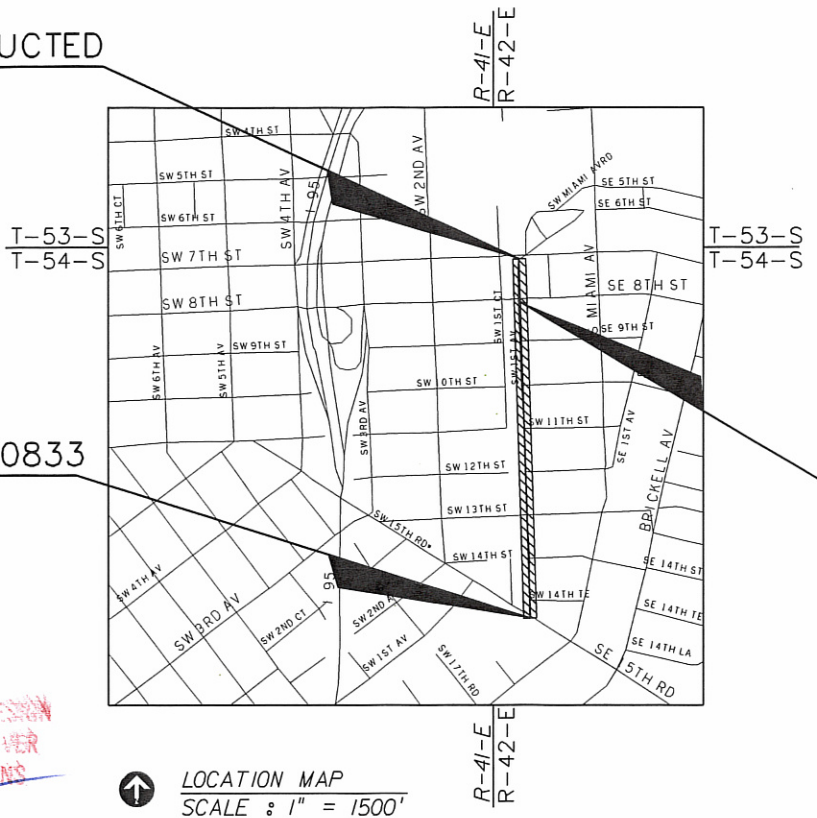 UCTED
R-41-E
R-42-E
SW 4TH ST
SW 5TH ST
SW 6TH CT
SW 6TH ST
SW 4TH AV
I 95
SW 2ND AV
SW MIAMI AVRD
SE 5TH ST
SE 6TH ST
T-53-S
T-54-S
T-53-S
T-54-S
SW 7TH ST
SW 8TH ST
MIAMI AV
SE 8TH ST
SE 9TH ST
SW 1ST CT
SW 1ST AV
SW 9TH ST
SW 6TH AV
SW 5TH AV
SW 10TH ST
SW 3RD AV
SW 11TH ST
SE 1ST AV
BRICKELL AV
0833
SW 12TH ST
SW 13TH ST
SW 15TH RD
SW 14TH ST
SE 14TH ST
SW 4TH AV
I 95
SW 14TH TE
SE 14TH TE
SW 3RD AV
SW 2ND CT
SW 2ND A
SW 1ST AV
SW 17TH RD
SE 14TH LA
SE 5TH RD
VER
NS
R-41-E
R-42-E
LOCATION MAP
SCALE : 1" = 1500'